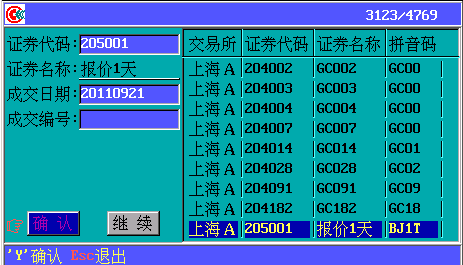 3123/4769
证券代码:205001
证券名称:报价1天
成交日期:20110921
成交编号:
确认 继续
交易所 证券代码 证券名称 拼音码
上海A 204002 GC002 GC00
上海A 204003 GC003 GC00
上海A 204004 GC004 GC00
上海A 204007 GC007 GC00
上海A 204014 GC014 GC01
上海A 204028 GC028 GC02
上海A 204091 GC091 GC09
上海A 204182 GC182 GC18
上海A 205001 报价1天 BJ1T
'Y'确认 Esc退出